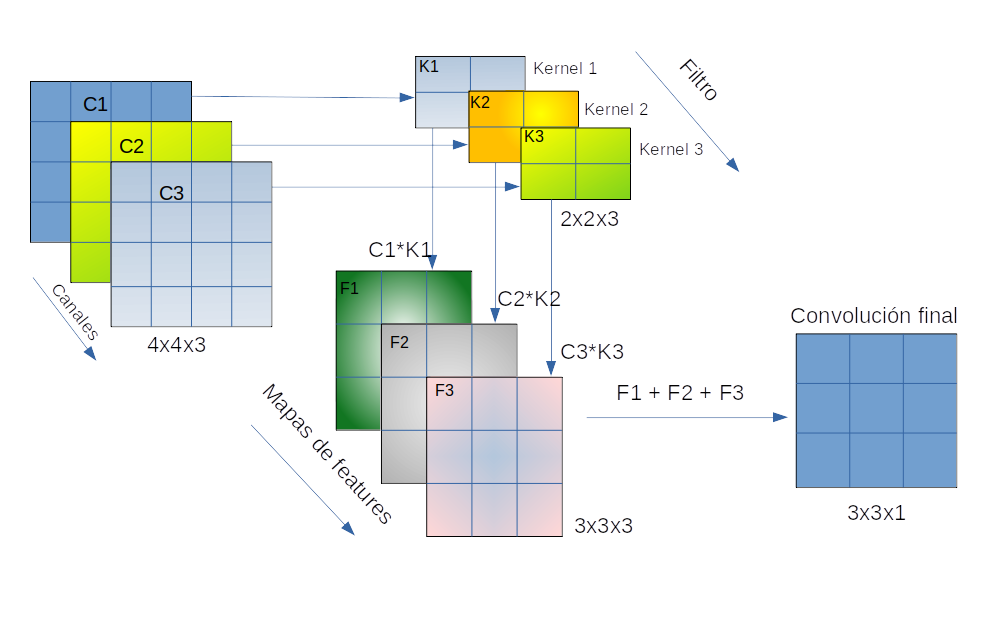 C1
C2
C3
Canales
4x4x3
K1
Kernel 1
K2
Kernel 2
K3
Kernel 3
Filtro
2x2x3
C1*K1
C2*K2
C3*K3
F1
F2
F3
Mapas de features
3x3x3
F1 + F2 + F3
Convolución final
3x3x1